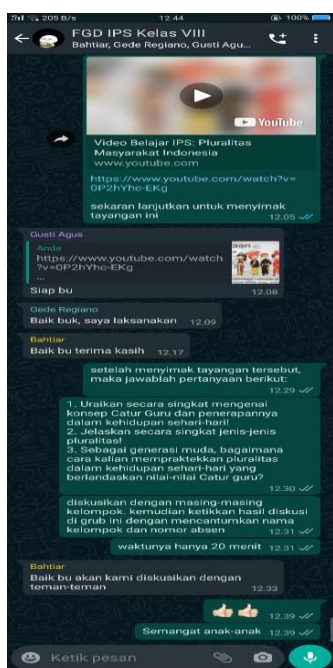 205 B/s 12.44 100%
FGD IPS Kelas VIII
Bahtiar, Gede Regiano, Gusti Agu...
YouTube
Video Belajar IPS: Pluralitas
Masyarakat Indonesia
www.youtube.com
https://www.youtube.com/watch?v=
0P2hYhc-EKg
sekaran lanjutkan untuk menyimak
tayangan ini
12.05
Gusti Agus
Anda
https://www.youtube.com/watch
?v=0P2hYhc-EKg
...
Siap bu
12.08
Gede Regiano
Baik buk, saya laksanakan 12.09
Bahtiar
Baik bu terima kasih 12.17
setelah menyimak tayangan tersebut,
maka jawablah pertanyaan berikut:
12.29
1. Uraikan secara singkat mengenai
konsep Catur Guru dan penerapannya
dalam kehidupan sehari-hari!
2. Jelaskan secara singkat jenis-jenis
pluralitas!
3. Sebagai generasi muda, bagaimana
cara kalian mempraktekkan pluralitas
dalam kehidupan sehari-hari yang
berlandaskan nilai-nilai Catur guru?
12.30
diskusikan dengan masing-masing
kelompok. kemudian ketikkan hasil diskusi
di grub ini dengan mencantumkan nama
kelompok dan nomor absen 12.31
waktunya hanya 20 menit 12.31
Bahtiar
Baik bu akan kami diskusikan dengan
teman-teman
12.33
12.39
Semangat anak-anak 12.39
Ketik pesan